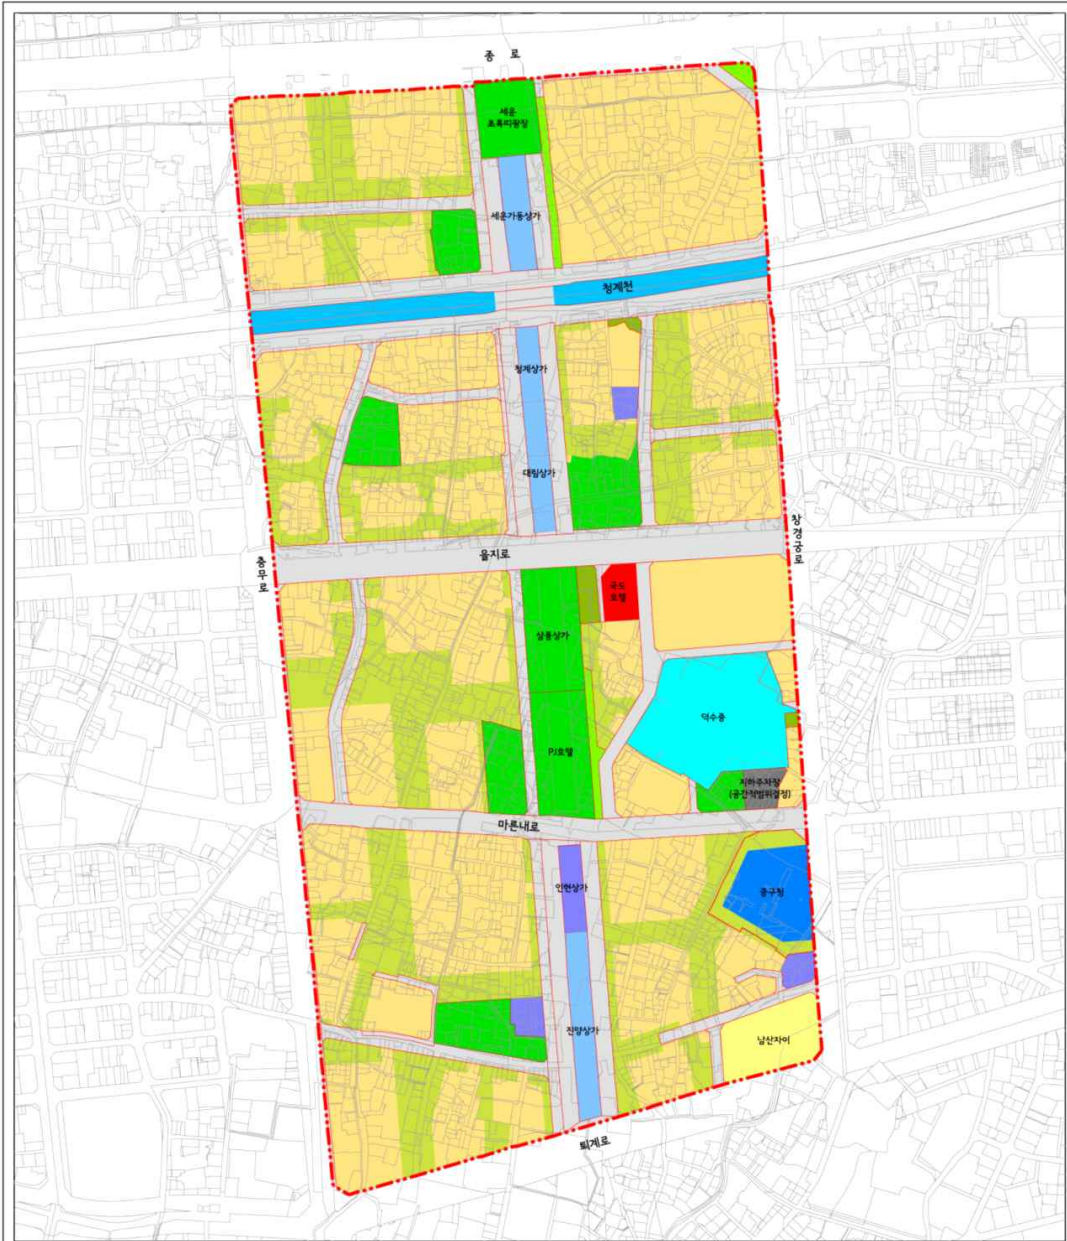 종 로
세운
초록띠광장
세운가동상가
청계천
청계상가
대림상가
창경궁로
을지로
충무로
국도
호텔
삼풍상가
덕수중
PJ호텔
지하주차장
(공간적범위결정)
마른내로
인현상가
중구청
진양상가
남산자이
퇴계로